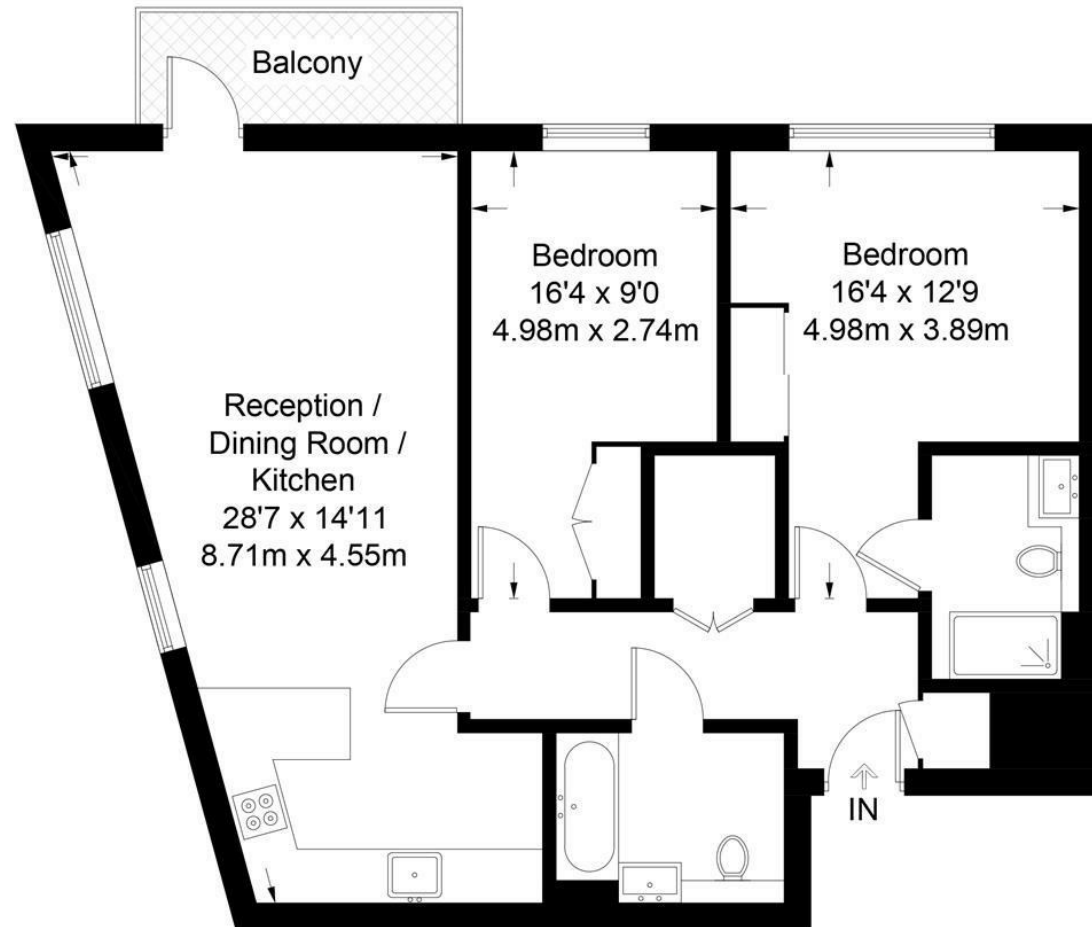 Balcony
Bedroom
16'4 x 9'0
4.98m x 2.74m
Bedroom
16'4 x 12'9
4.98m x 3.89m
Reception /
Dining Room /
Kitchen
28'7 x 14'11
8.71m x 4.55m
IN